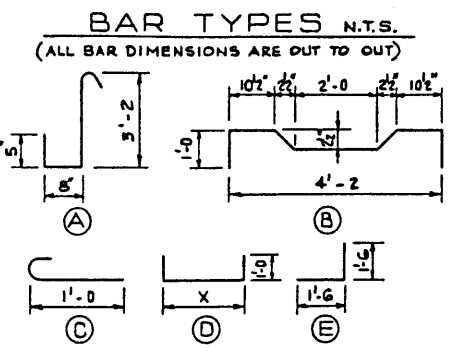 BAR TYPES N.T.S.
(ALL BAR DIMENSIONS ARE OUT TO OUT)
10½" 2½" 2'-0 2½" 10½"
5" 3'-2 1'-0 2½"
8" 4'-2
A B
1'-0 1'-6
1'-0 X 1'-6
C D E